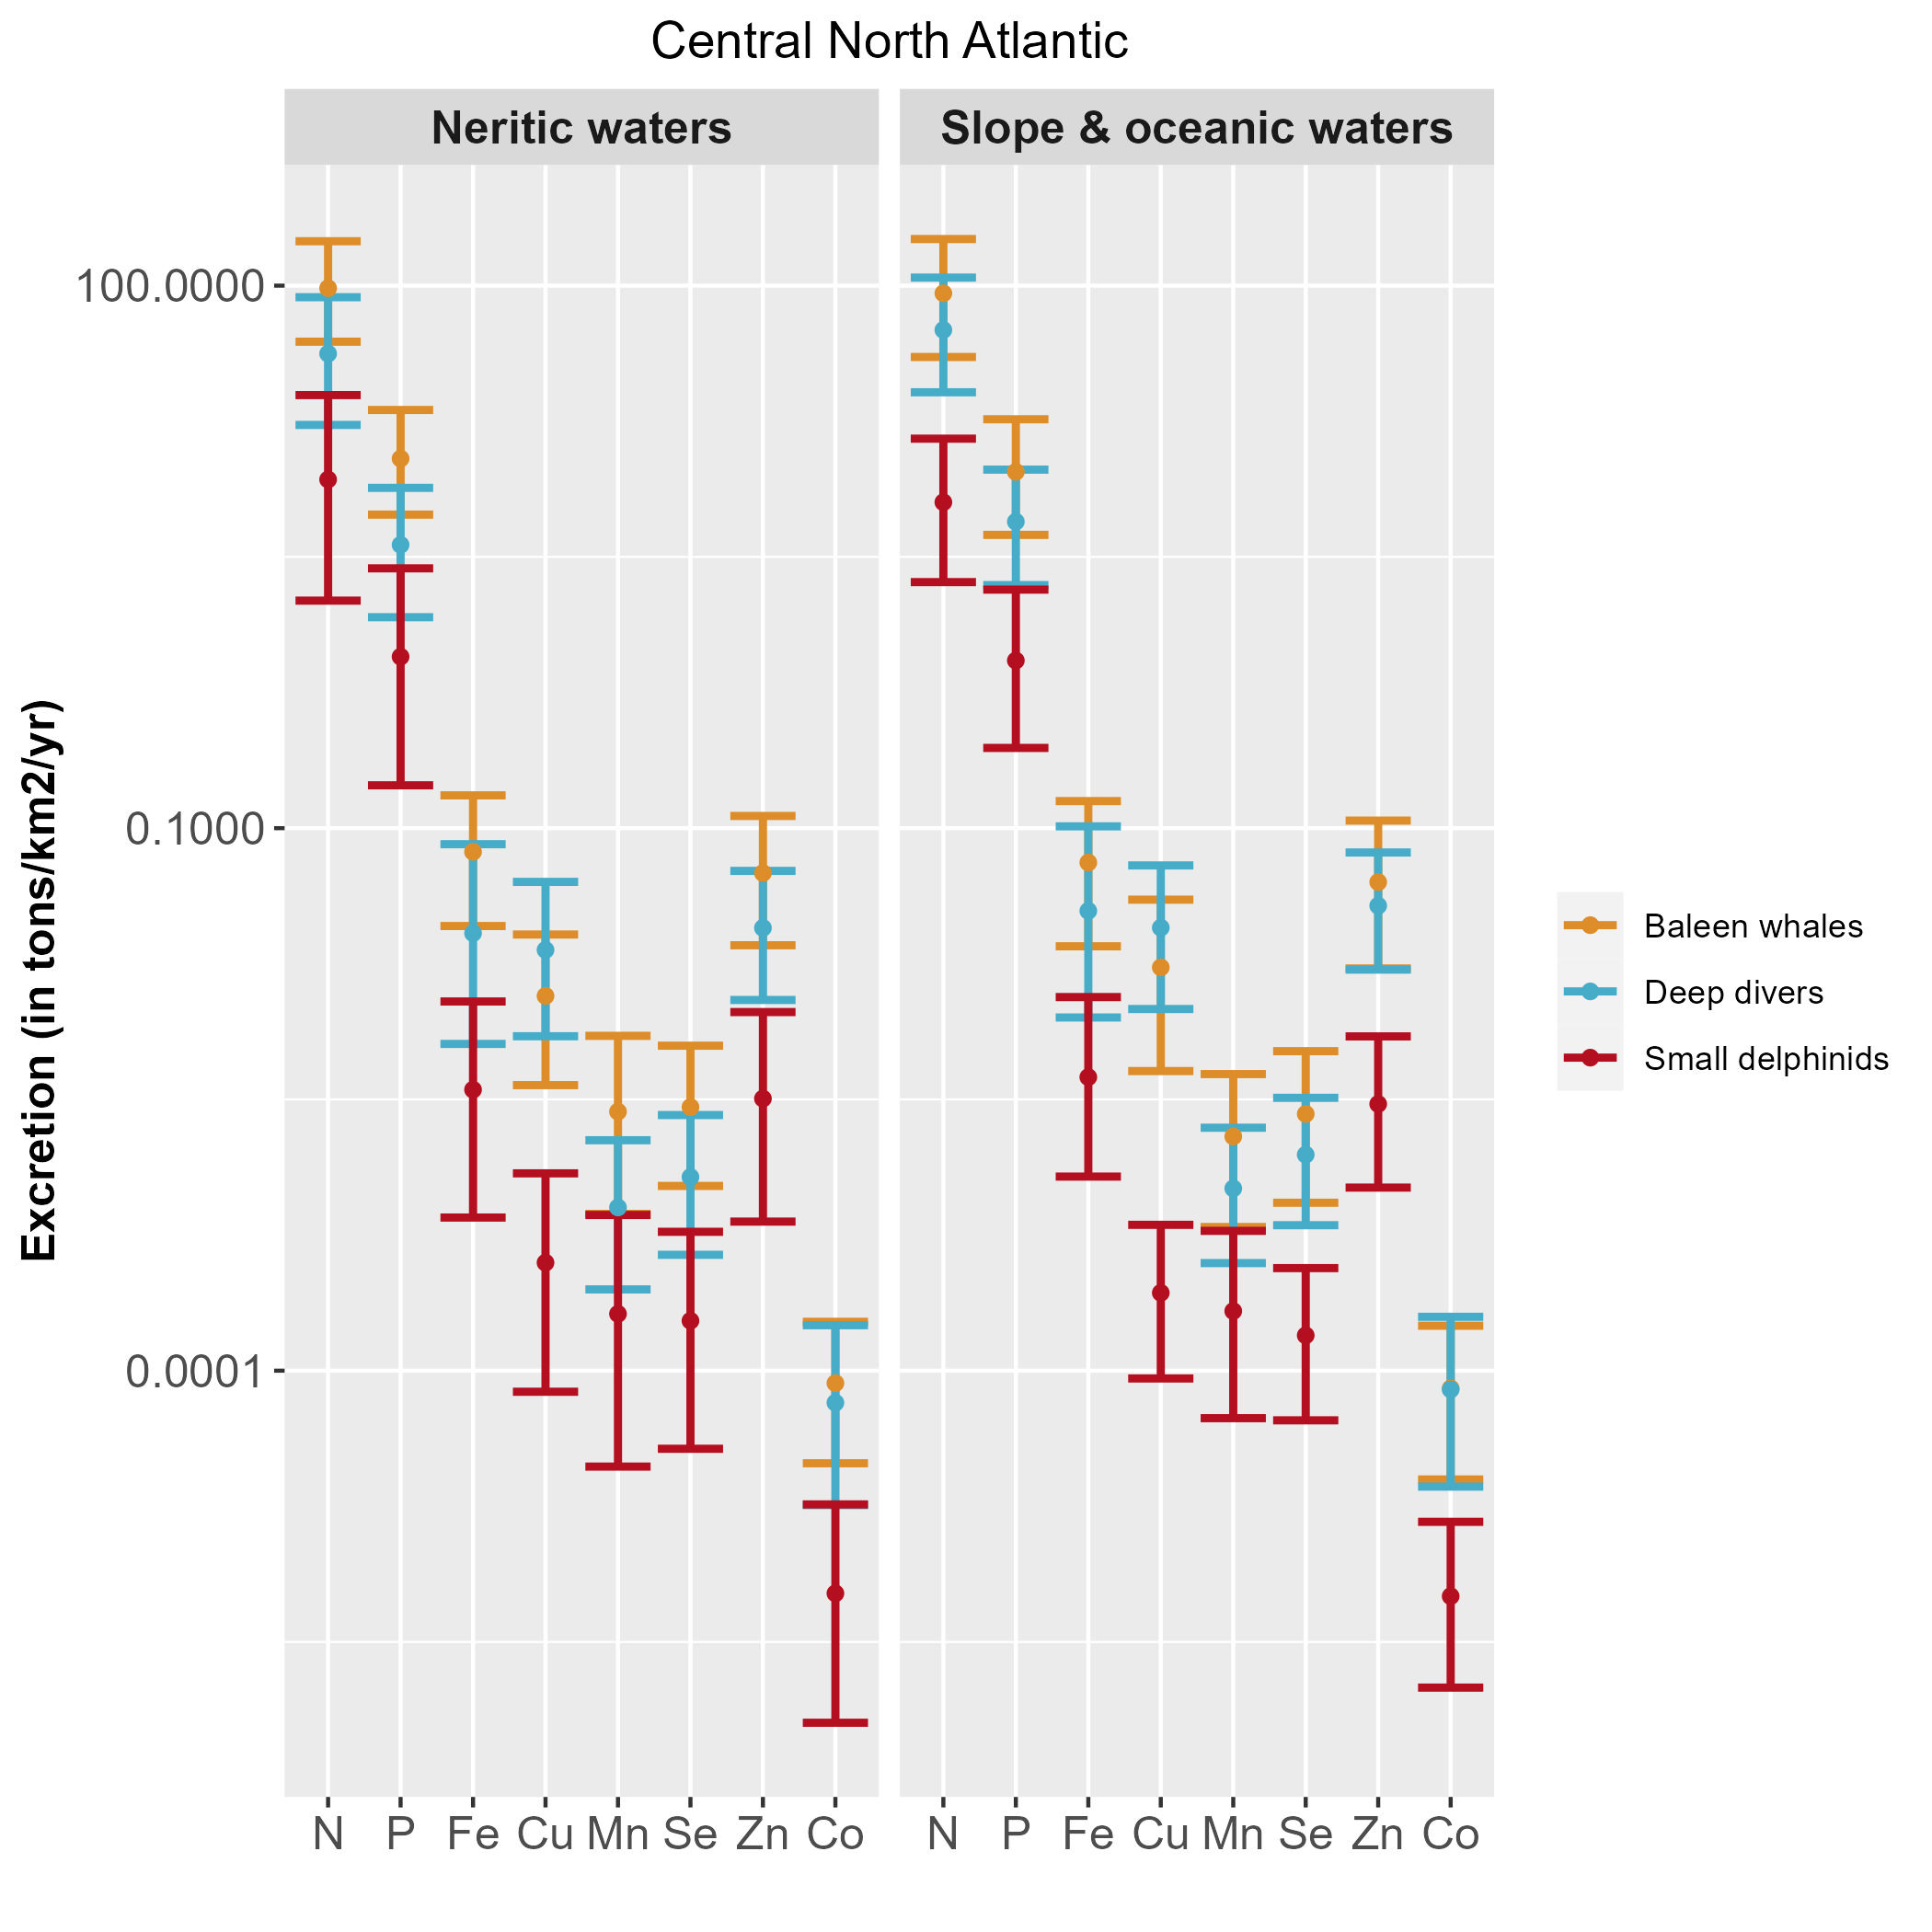 Central North Atlantic
Neritic waters
Slope & oceanic waters
Excretion (in tons/km2/yr)
100.0000
0.1000
0.0001
N P Fe Cu Mn Se Zn Co
N P Fe Cu Mn Se Zn Co
Baleen whales
Deep divers
Small delphinids